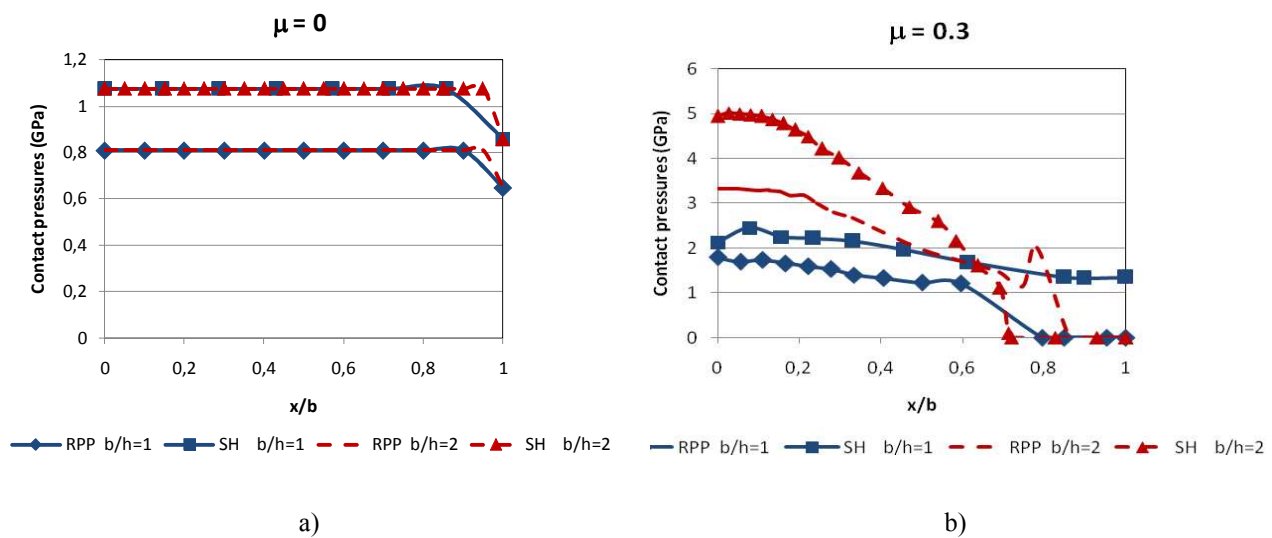 μ = 0
1,2
1
0,8
0,6
0,4
0,2
0
Contact pressures (GPa)
0 0,2 0,4 0,6 0,8 1
x/b
RPP b/h=1 SH b/h=1 RPP b/h=2 SH b/h=2
a)
μ = 0.3
6
5
4
3
2
1
0
Contact pressures (GPa)
0 0,2 0,4 0,6 0,8 1
x/b
RPP b/h=1 SH b/h=1 RPP b/h=2 SH b/h=2
b)